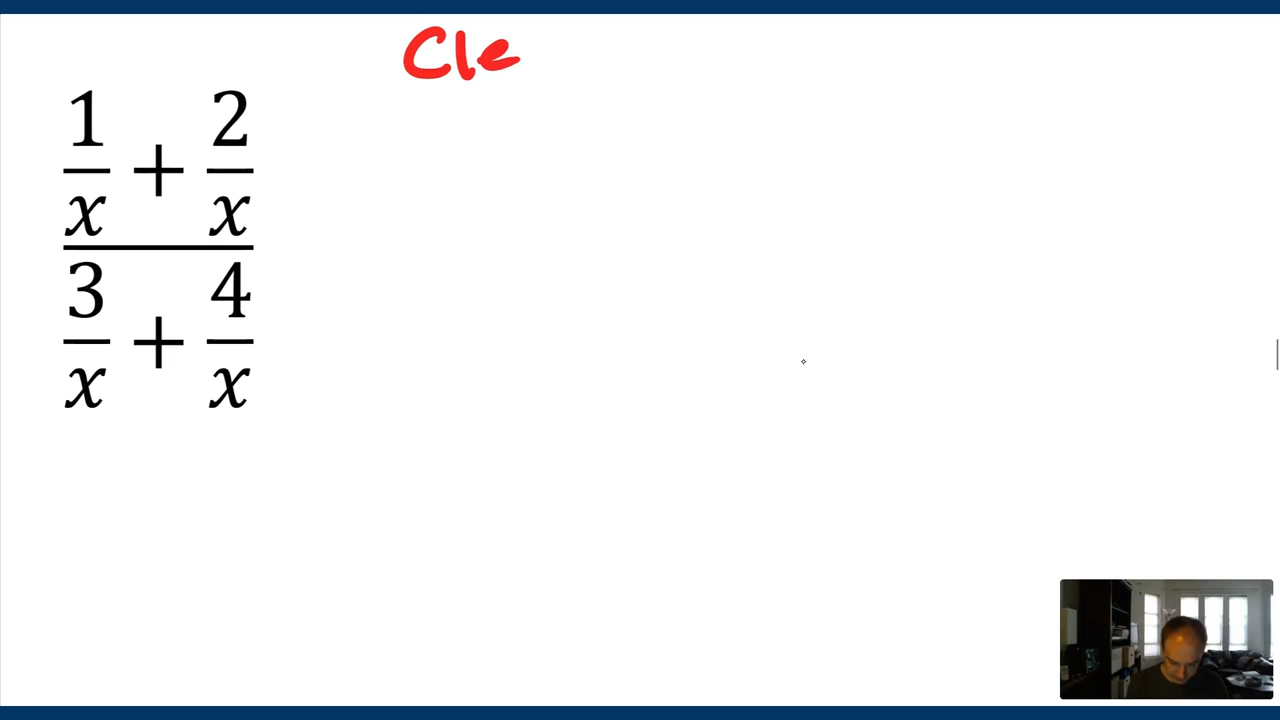 Cle
1/x + 2/x
3/x + 4/x